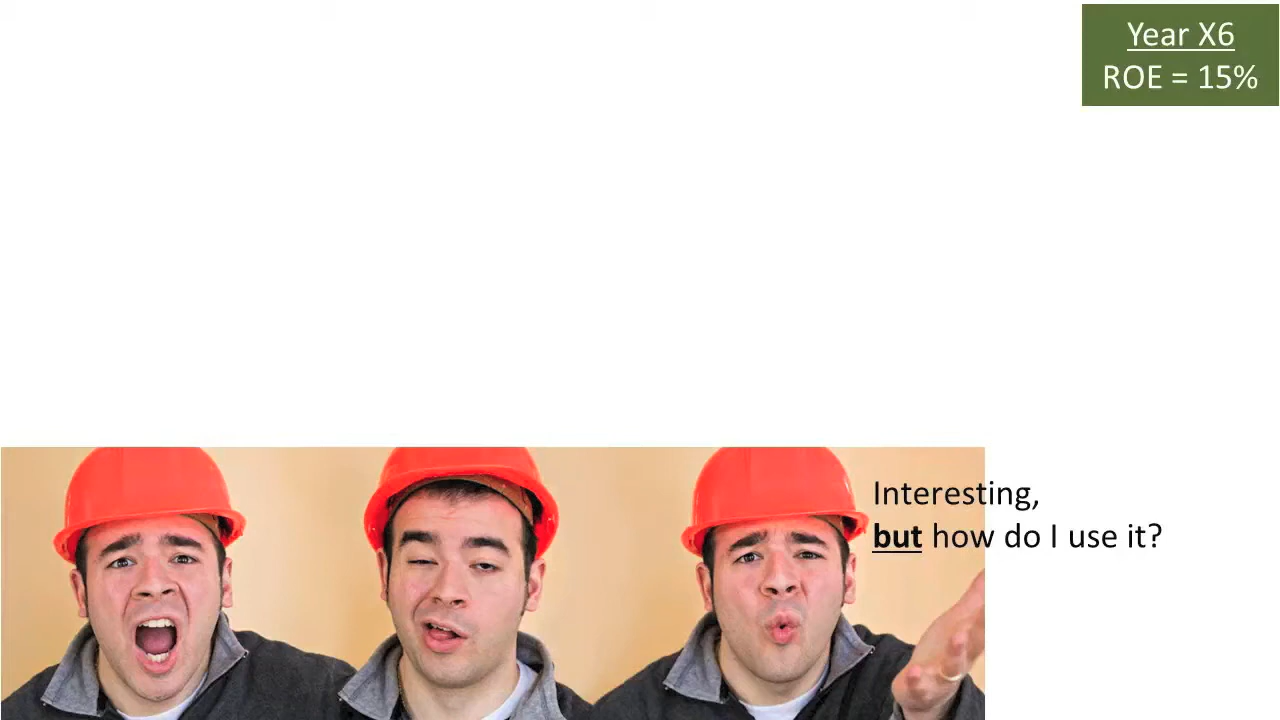 Year X6
ROE = 15%
Interesting,
but how do I use it?